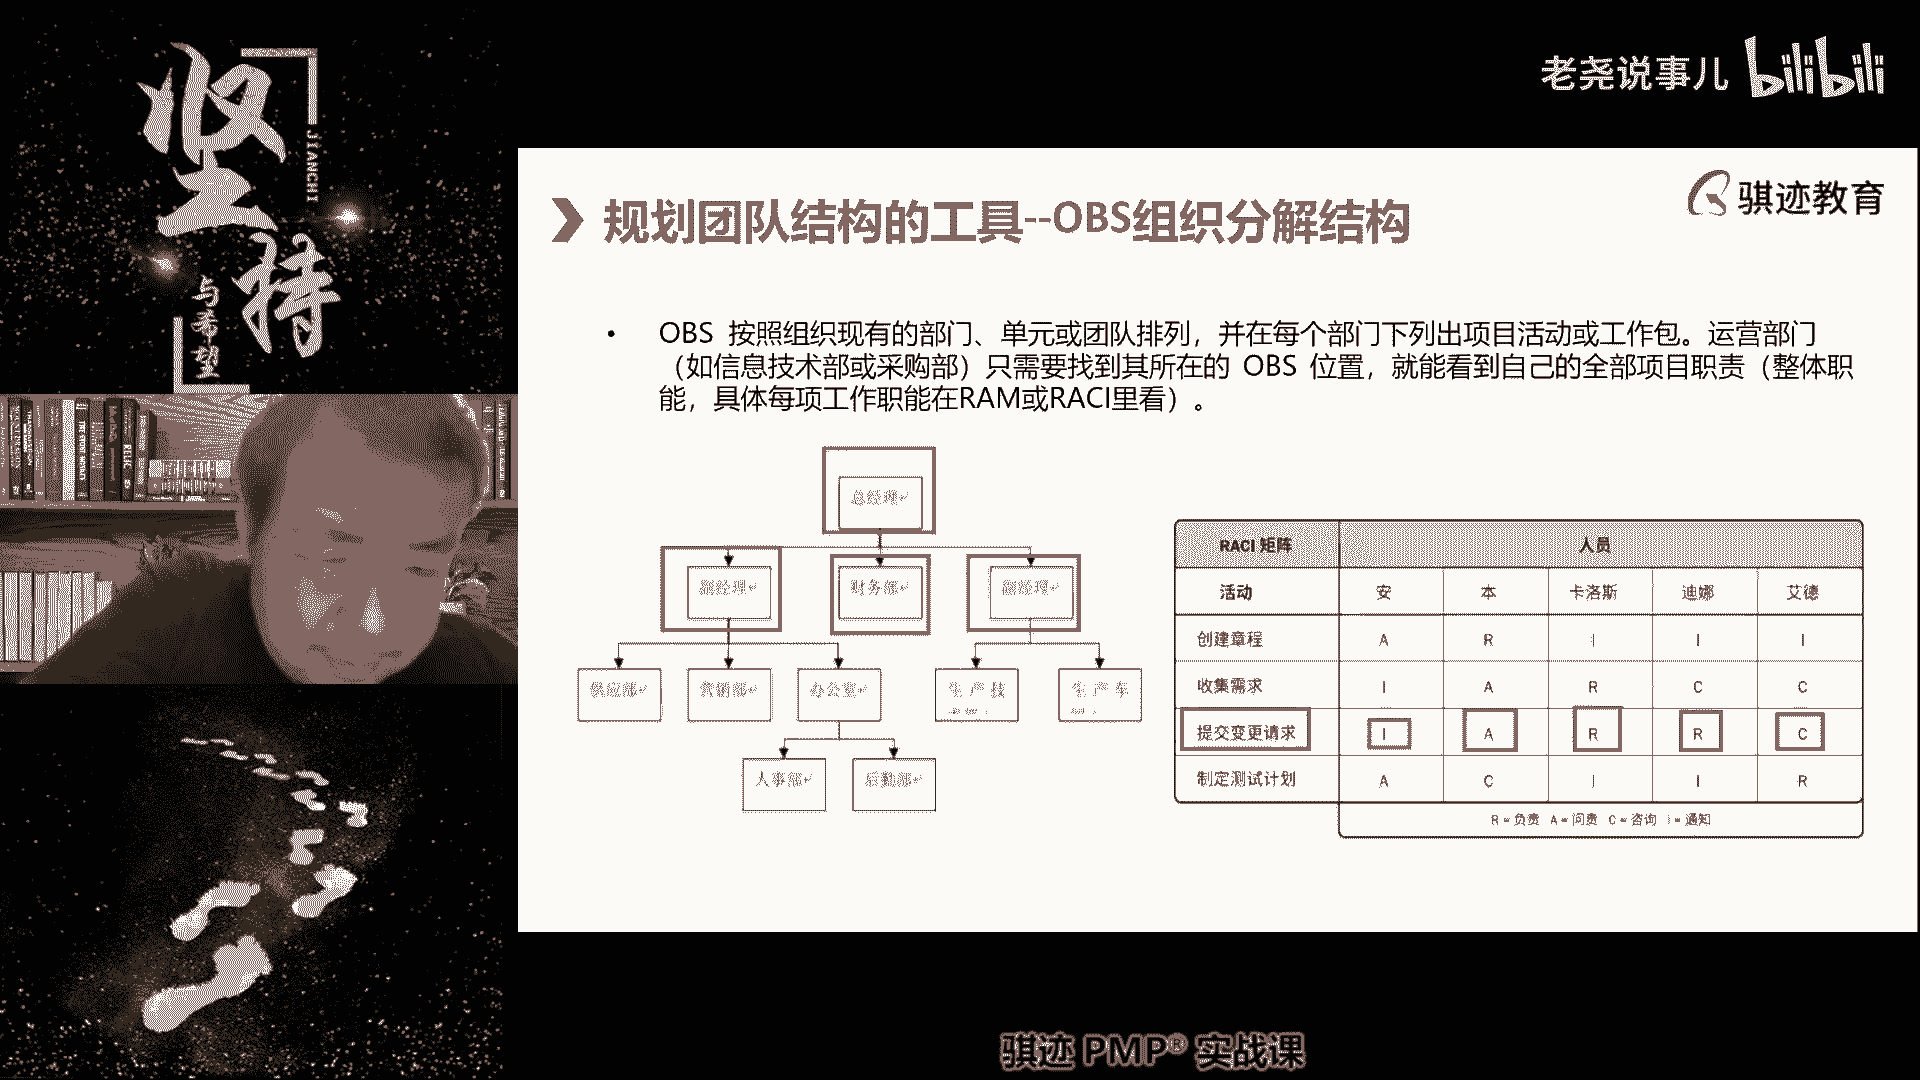 坚持
JIANCHI
与希望
老尧说事儿 bilibili
骐迹教育
规划团队结构的工具--OBS组织分解结构
• OBS 按照组织现有的部门、单元或团队排列，并在每个部门下列出项目活动或工作包。运营部门
（如信息技术部或采购部）只需要找到其所在的 OBS 位置，就能看到自己的全部项目职责（整体职
能，具体每项工作职能在RAM或RACI里看）。
总经理
副经理 财务部 副经理
供应部 营销部 办公室 生产技 生产车
人事部 后勤部
RACI 矩阵 人员
活动 安 本 卡洛斯 迪娜 艾德
创建章程 A R I I I
收集需求 I A R C C
提交变更请求 I A R R C
制定测试计划 A C I I R
R = 负责 A = 问责 C = 咨询 I = 通知
骐迹 PMP® 实战课